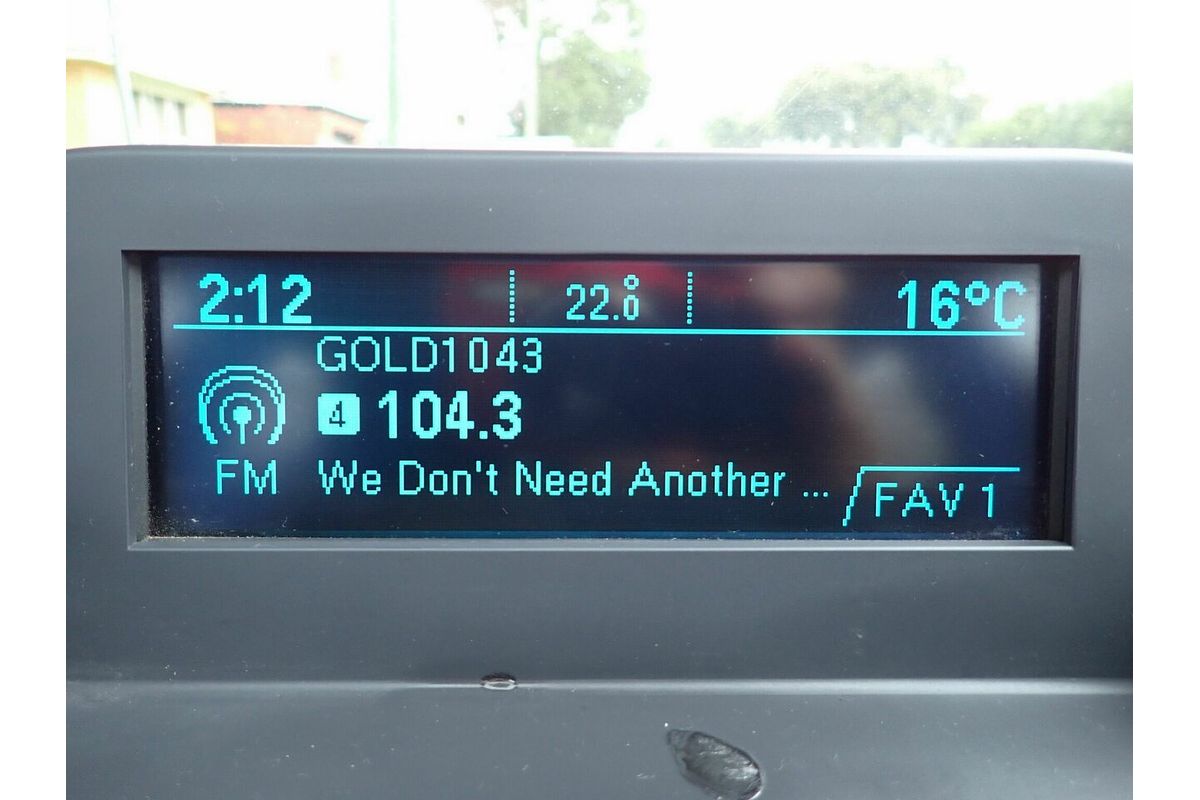 2:12 22.0° 16°C
GOLD1043
4 104.3
FM We Don't Need Another ... FAV 1